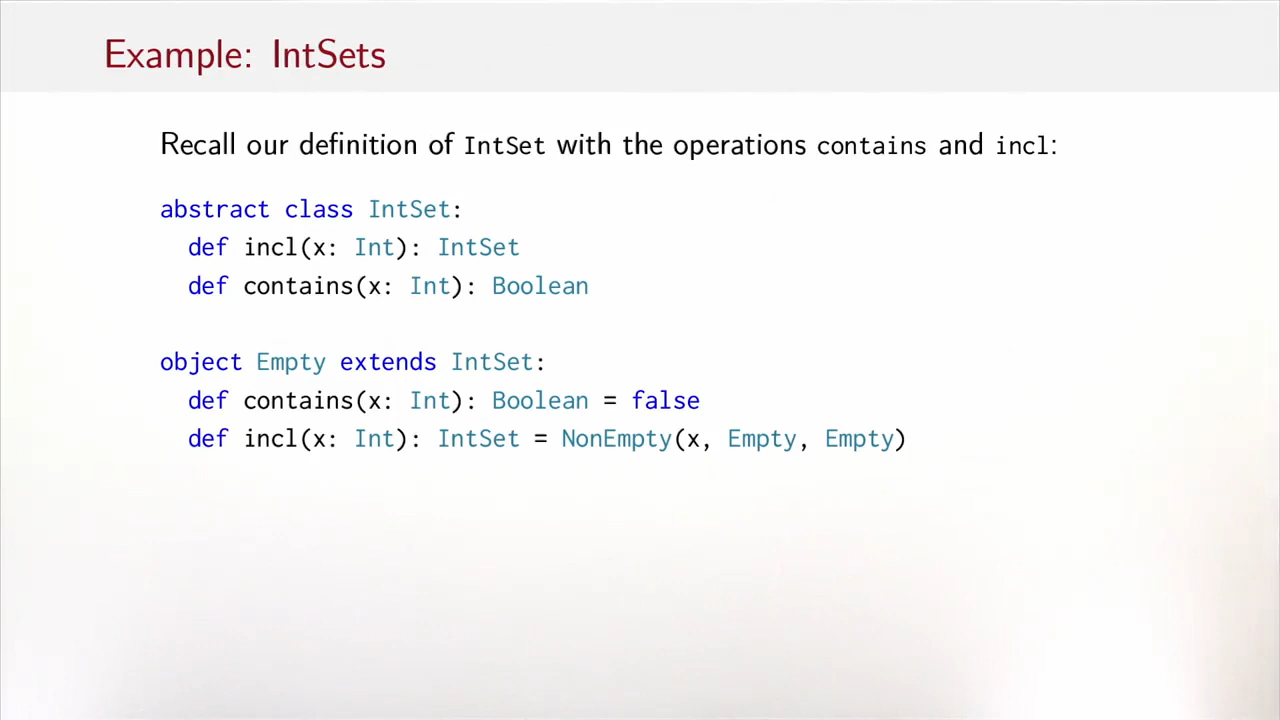 Example: IntSets
Recall our definition of IntSet with the operations contains and incl:
abstract class IntSet:
  def incl(x: Int): IntSet
  def contains(x: Int): Boolean
object Empty extends IntSet:
  def contains(x: Int): Boolean = false
  def incl(x: Int): IntSet = NonEmpty(x, Empty, Empty)